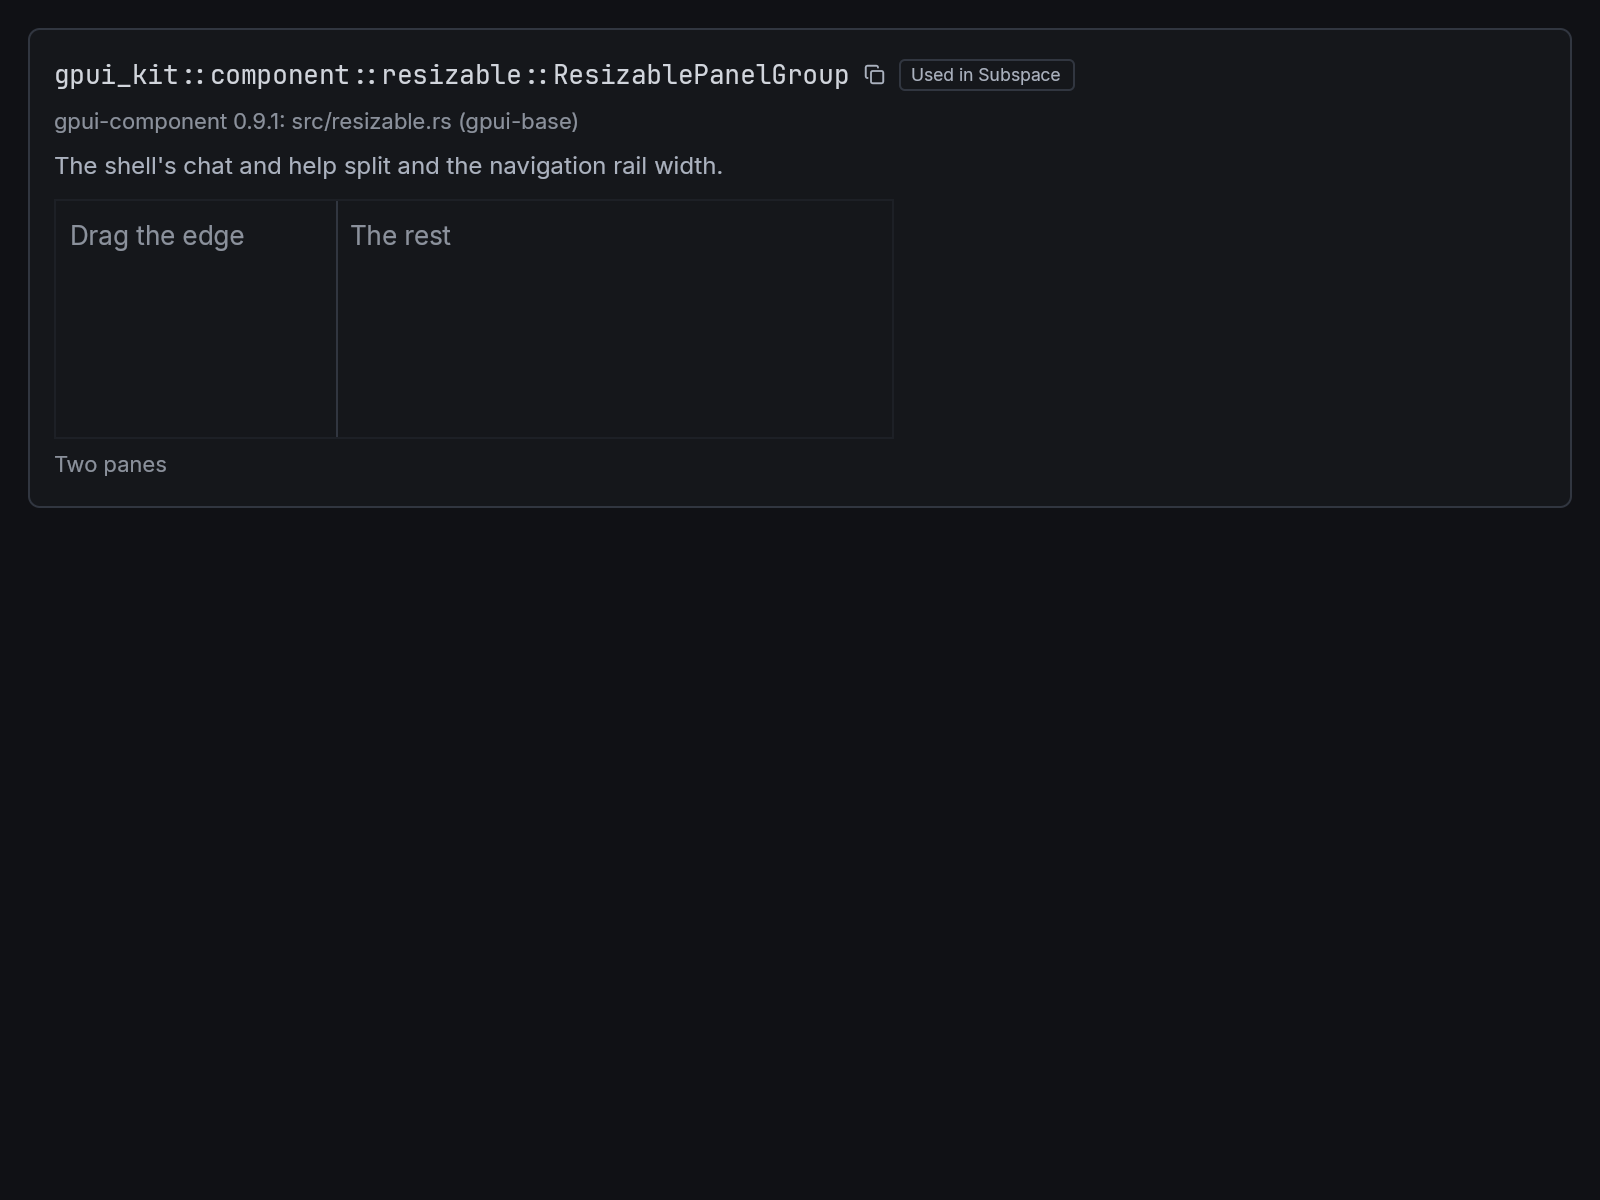 gpui_kit::component::resizable::ResizablePanelGroup Used in Subspace
gpui-component 0.9.1: src/resizable.rs (gpui-base)
The shell's chat and help split and the navigation rail width.
Drag the edge
The rest
Two panes